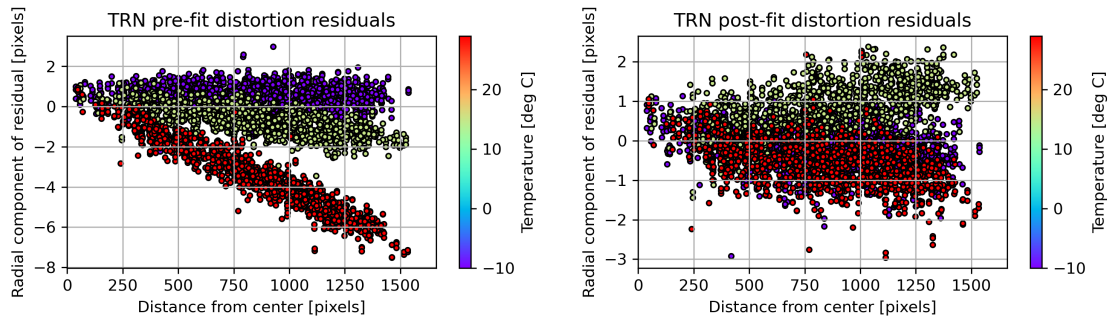 TRN pre-fit distortion residuals
Radial component of residual [pixels]
2
0
−2
−4
−6
−8
0 250 500 750 1000 1250 1500
Distance from center [pixels]
20
10
0
−10
Temperature [deg C]
TRN post-fit distortion residuals
Radial component of residual [pixels]
2
1
0
−1
−2
−3
0 250 500 750 1000 1250 1500
Distance from center [pixels]
20
10
0
−10
Temperature [deg C]